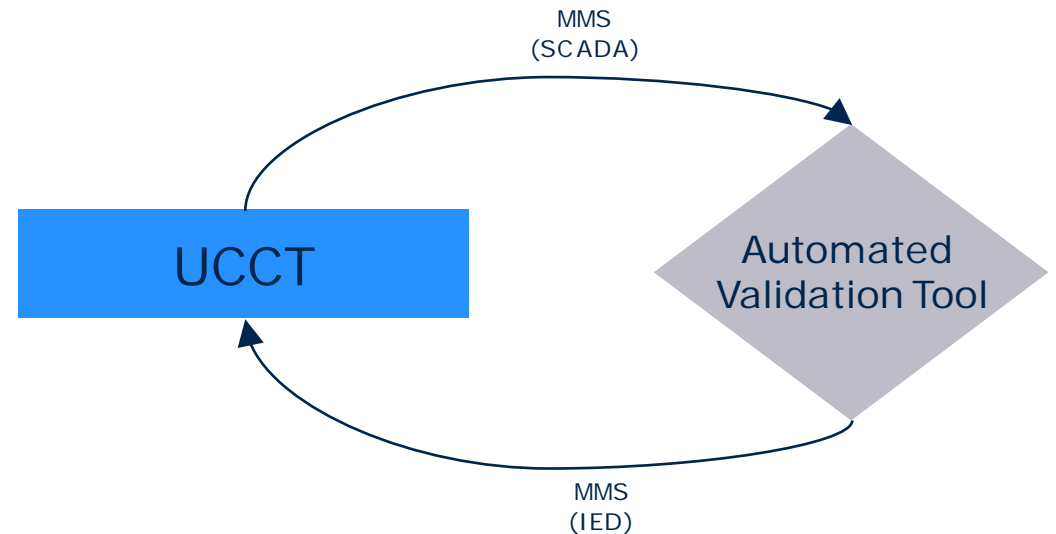 MMS
(SCADA)
UCCT
Automated
Validation Tool
MMS
(IED)